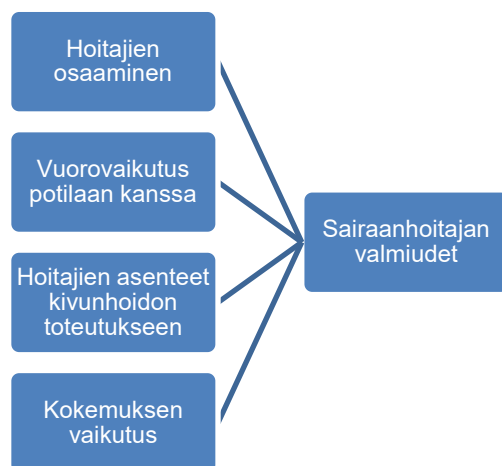 Hoitajien
osaaminen
Vuorovaikutus
potilaan kanssa
Hoitajien asenteet
kivunhoidon
toteutukseen
Kokemuksen
vaikutus
Sairaanhoitajan
valmiudet